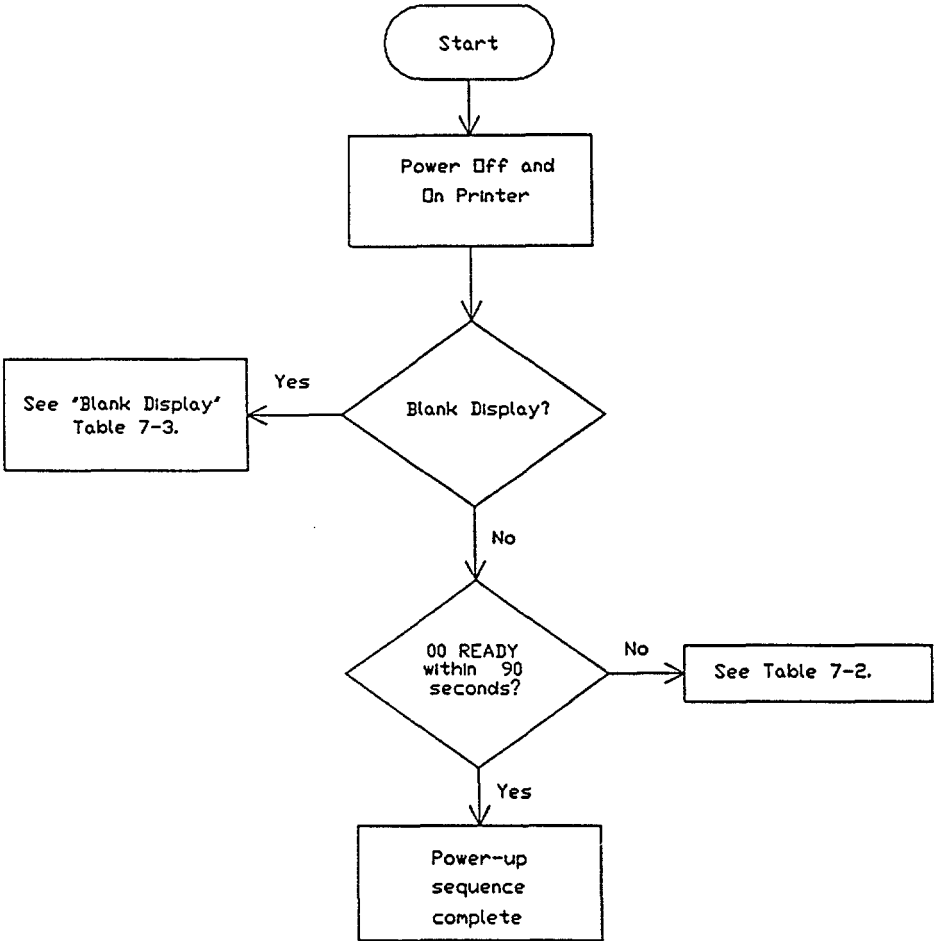 Start
Power Off and
On Printer
Blank Display?
Yes
See "Blank Display"
Table 7-3.
No
00 READY
within 90
seconds?
No
See Table 7-2.
Yes
Power-up
sequence
complete